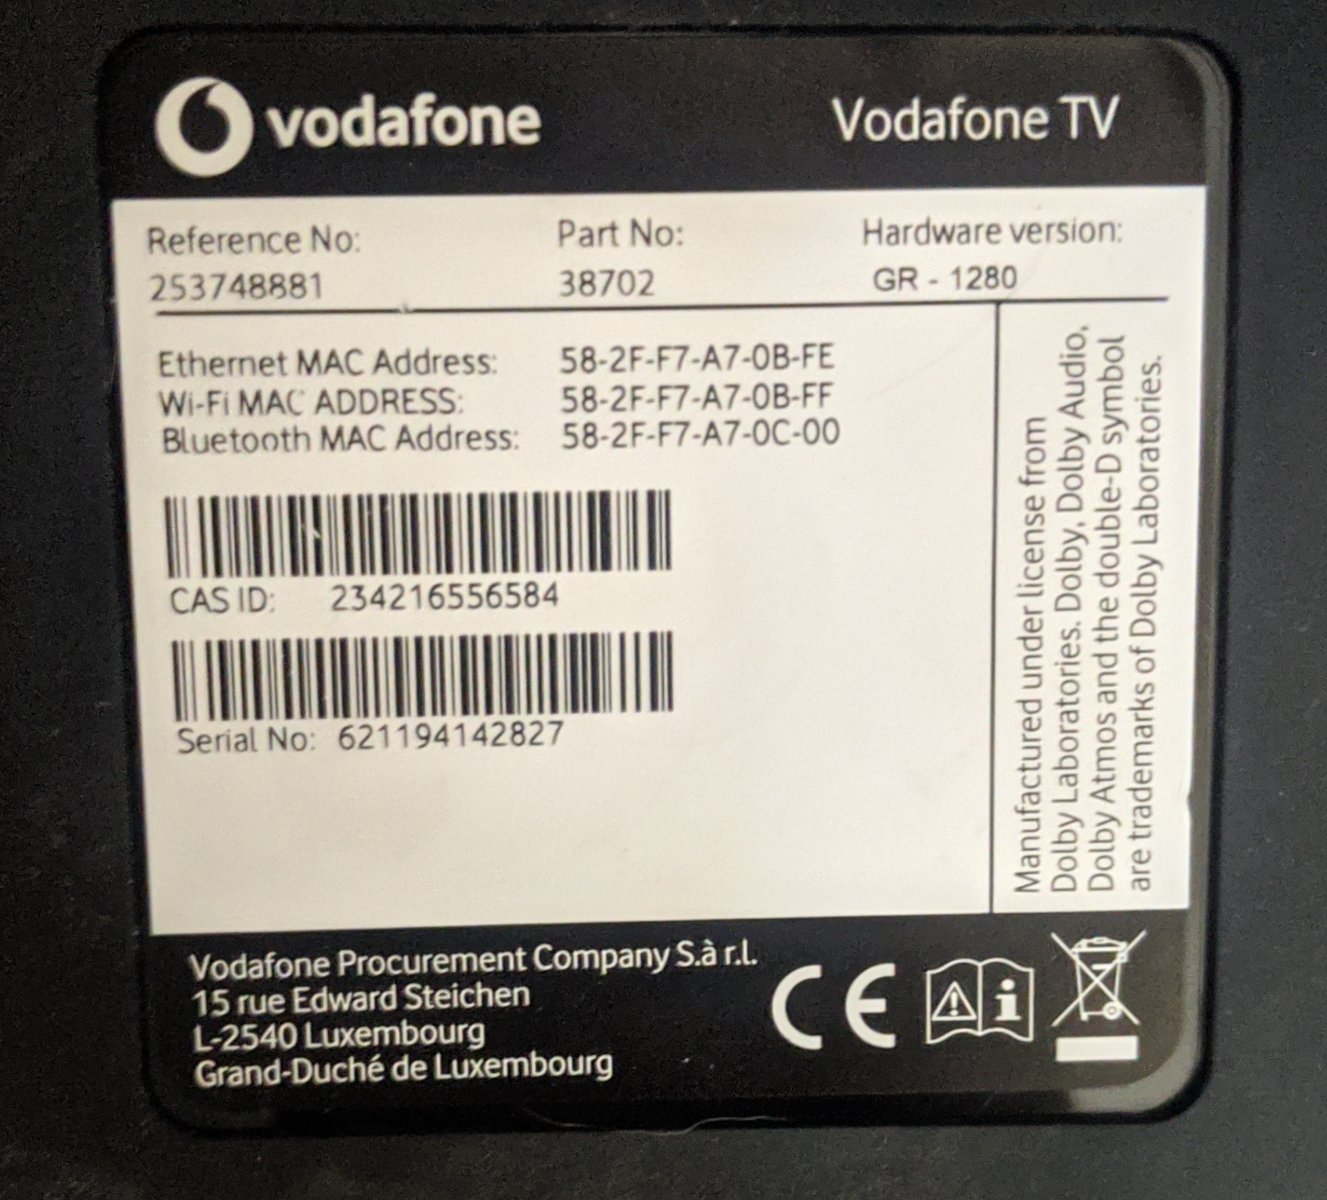 vodafone
Vodafone TV
Reference No: Part No: Hardware version:
253748881 38702 GR - 1280
Ethernet MAC Address: 58-2F-F7-A7-0B-FE
Wi-Fi MAC ADDRESS: 58-2F-F7-A7-0B-FF
Bluetooth MAC Address: 58-2F-F7-A7-0C-00
CAS ID: 234216556584
Serial No: 621194142827
Manufactured under license from
Dolby Laboratories. Dolby, Dolby Audio,
Dolby Atmos and the double-D symbol
are trademarks of Dolby Laboratories.
Vodafone Procurement Company S.à r.l.
15 rue Edward Steichen
L-2540 Luxembourg
Grand-Duché de Luxembourg
CE